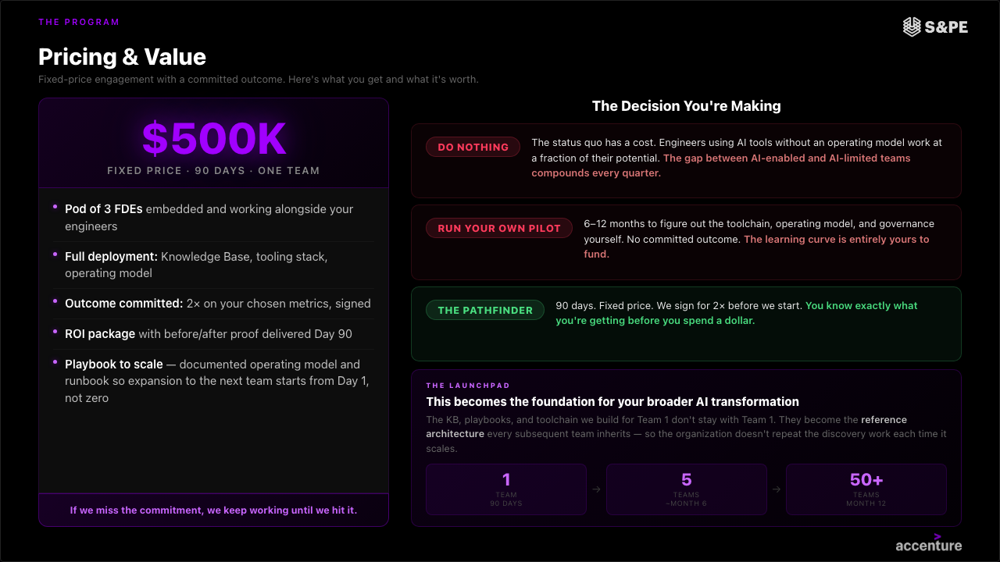 THE PROGRAM
S&PE
Pricing & Value
Fixed-price engagement with a committed outcome. Here's what you get and what it's worth.
$500K
FIXED PRICE · 90 DAYS · ONE TEAM
Pod of 3 FDEs embedded and working alongside your
engineers
Full deployment: Knowledge Base, tooling stack,
operating model
Outcome committed: 2× on your chosen metrics, signed
ROI package with before/after proof delivered Day 90
Playbook to scale — documented operating model and
runbook so expansion to the next team starts from Day 1,
not zero
If we miss the commitment, we keep working until we hit it.
The Decision You're Making
DO NOTHING
The status quo has a cost. Engineers using AI tools without an operating model work at
a fraction of their potential. The gap between AI-enabled and AI-limited teams
compounds every quarter.
RUN YOUR OWN PILOT
6–12 months to figure out the toolchain, operating model, and governance
yourself. No committed outcome. The learning curve is entirely yours to
fund.
THE PATHFINDER
90 days. Fixed price. We sign for 2× before we start. You know exactly what
you're getting before you spend a dollar.
THE LAUNCHPAD
This becomes the foundation for your broader AI transformation
The KB, playbooks, and toolchain we build for Team 1 don't stay with Team 1. They become the reference
architecture every subsequent team inherits — so the organization doesn't repeat the discovery work each time it
scales.
1
TEAM
90 DAYS
→
5
TEAMS
~MONTH 6
→
50+
TEAMS
MONTH 12
accenture